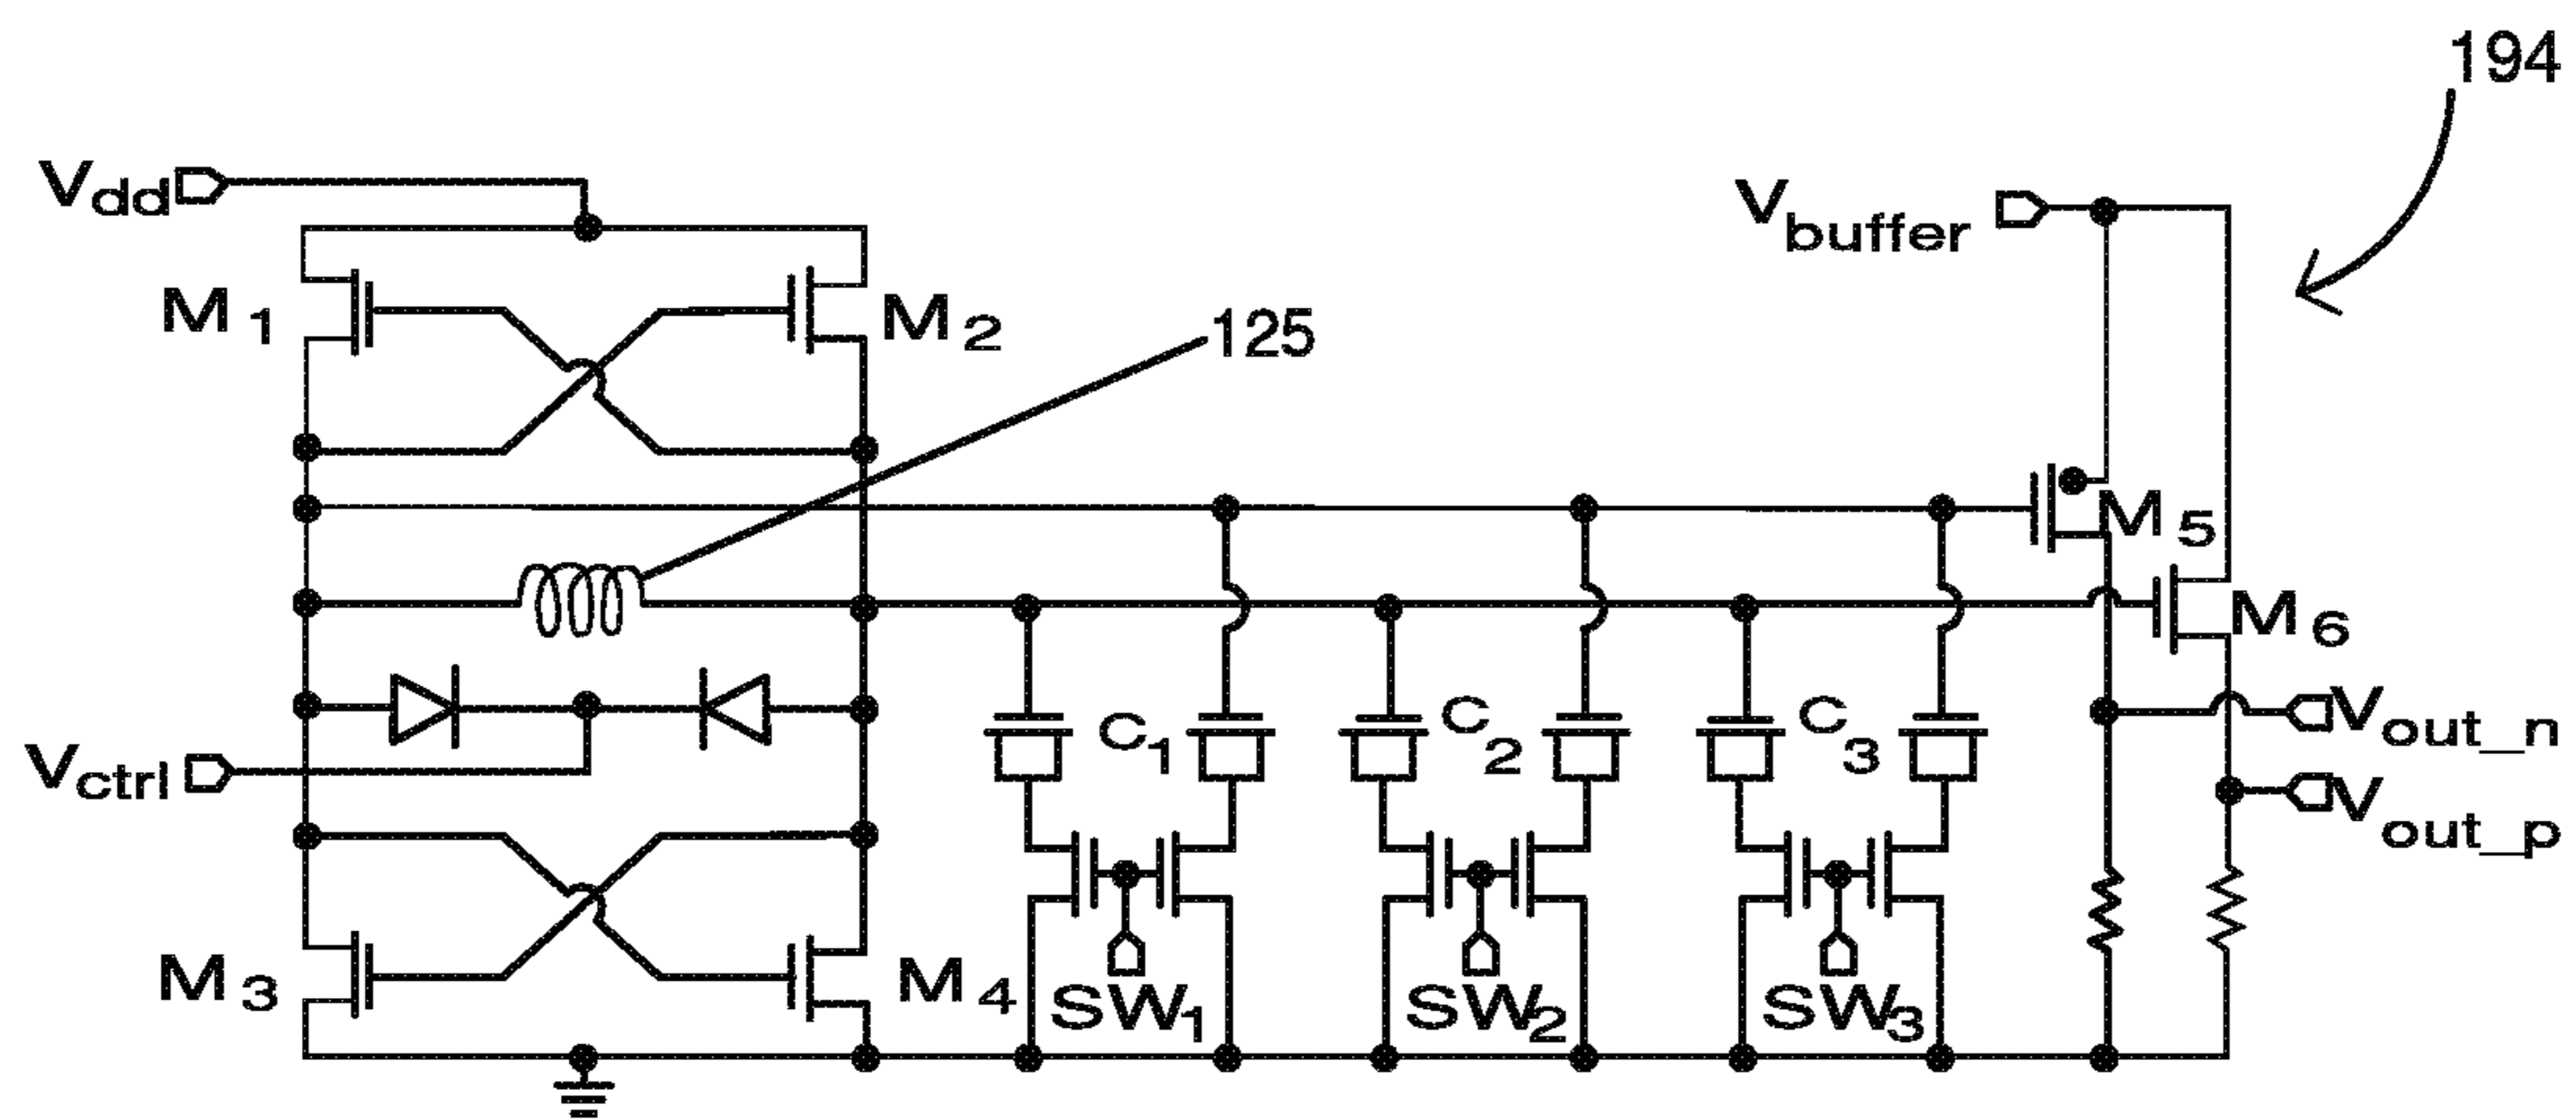 194
Vdd
Vbuffer
M1
M2
125
M5
M6
C1
C2
C3
Vout_n
Vctrl
Vout_p
M3
M4
SW1
SW2
SW3